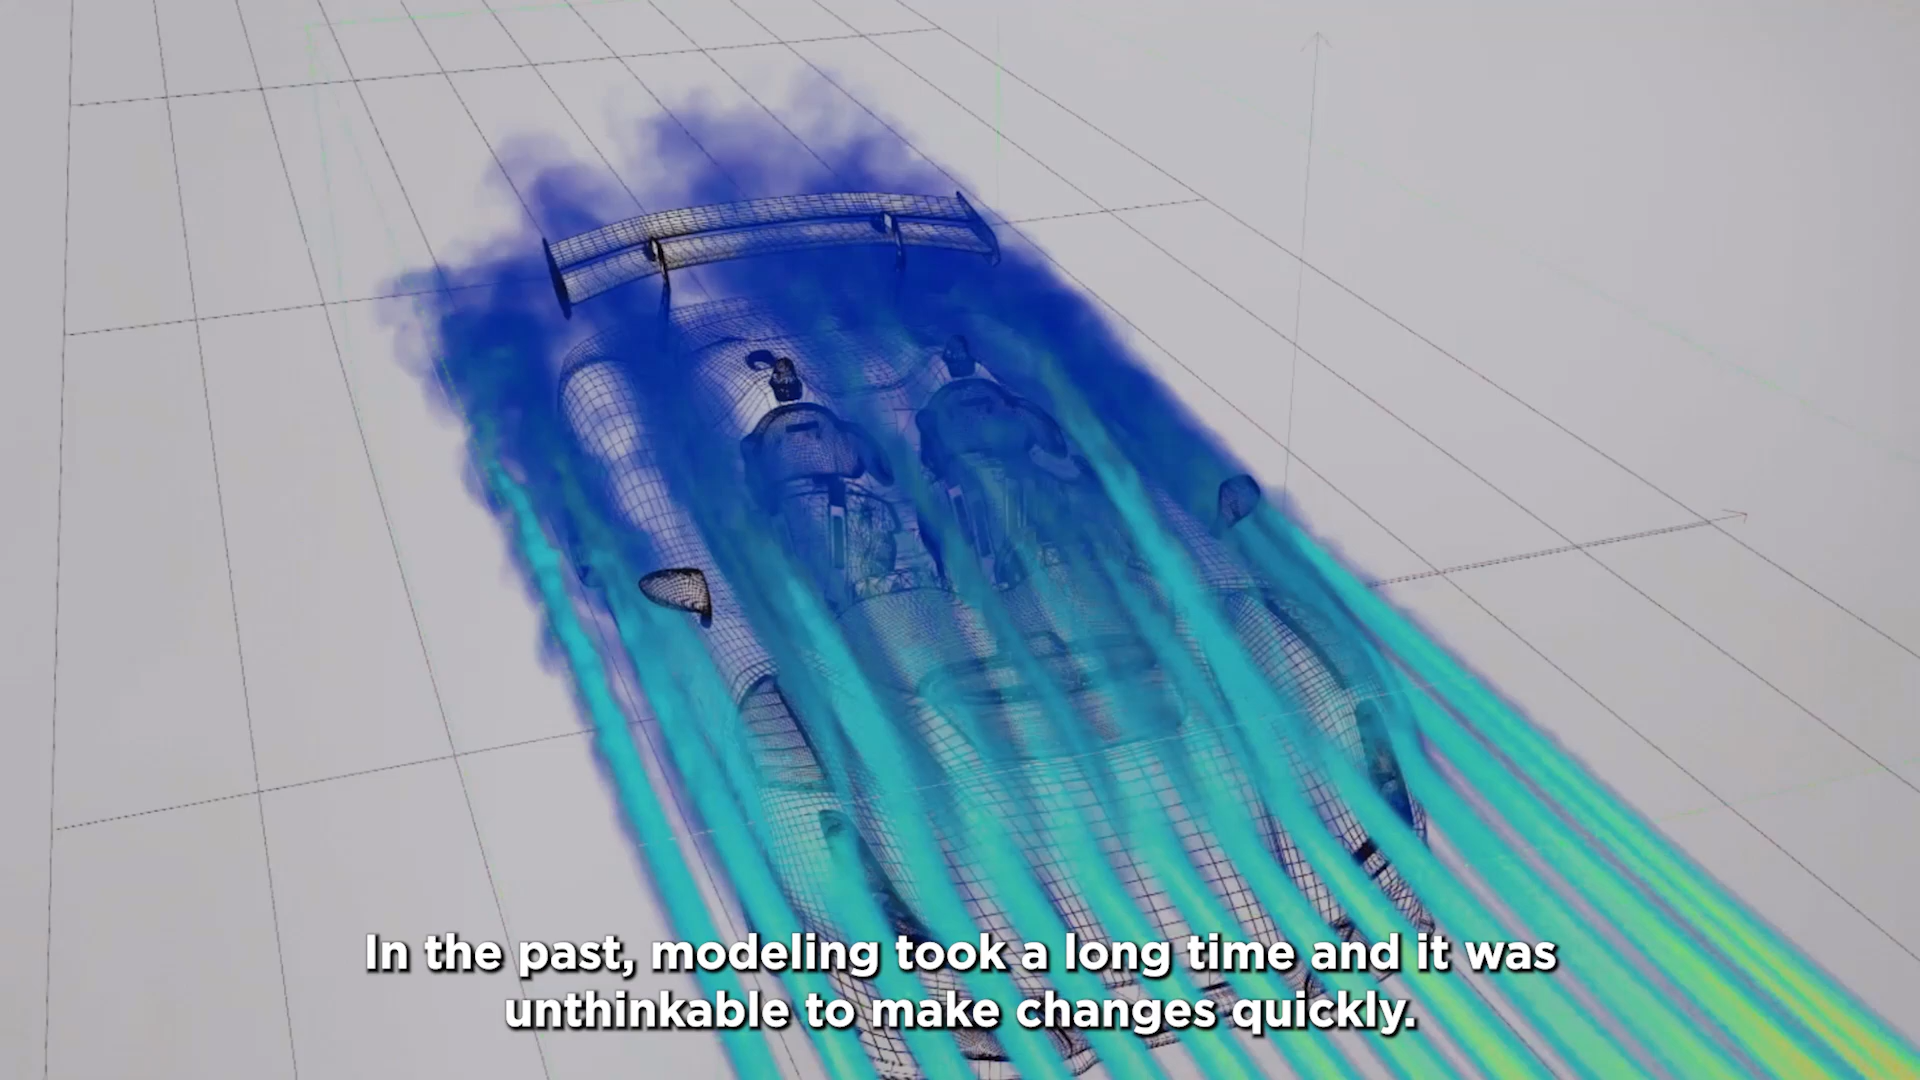 In the past, modeling took a long time and it was
unthinkable to make changes quickly.